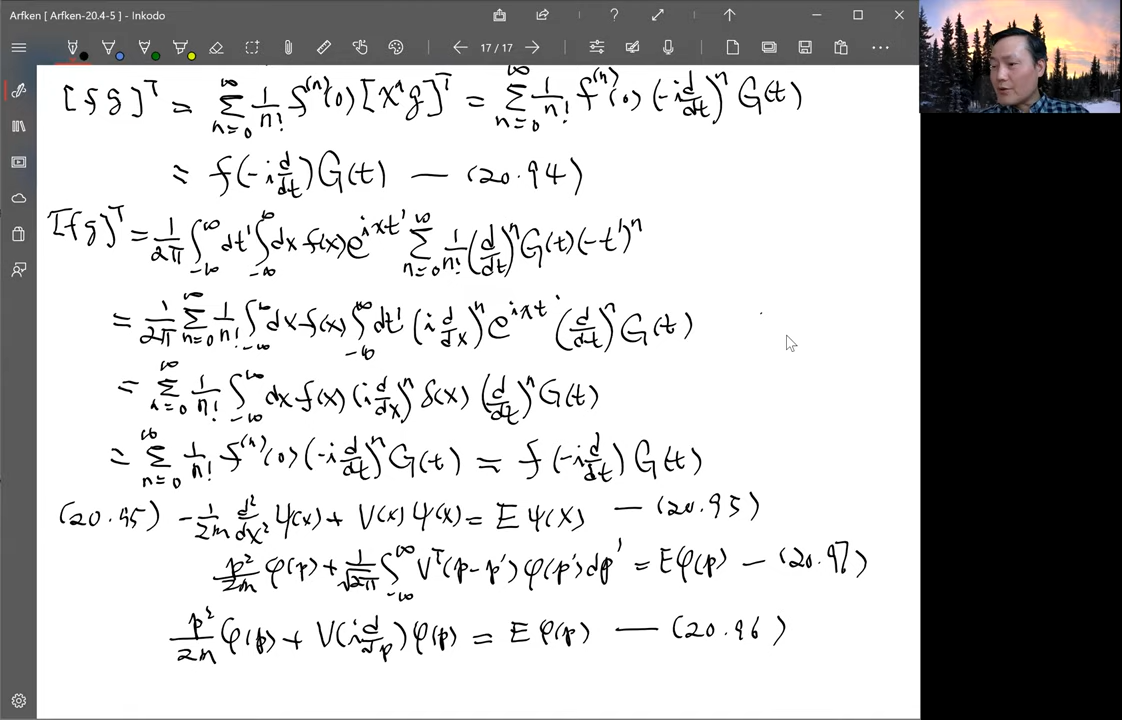 Arfken [ Arfken-20.4-5 ] - Inkodo
17 / 17
[fg]^T = ∑_{n=0}^{∞} 1/n! f^{(n)}(0) [x^n g]^T = ∑_{n=0}^{∞} 1/n! f^{(n)}(0) (-i d/dt)^n G(t)
= f(-i d/dt) G(t) — (20.94)
[fg]^T = 1/2π ∫_{-∞}^{∞} dt' ∫_{-∞}^{∞} dx f(x) e^{ixt'} ∑_{n=0}^{∞} 1/n! (d/dt)^n G(t) (-t')^n
= 1/2π ∑_{n=0}^{∞} 1/n! ∫_{-∞}^{∞} dx f(x) ∫_{-∞}^{∞} dt' (i d/dx)^n e^{ixt'} (d/dt)^n G(t)
= ∑_{n=0}^{∞} 1/n! ∫_{-∞}^{∞} dx f(x) (i d/dx)^n δ(x) (d/dt)^n G(t)
= ∑_{n=0}^{∞} 1/n! f^{(n)}(0) (-i d/dt)^n G(t) = f(-i d/dt) G(t)
(20.45) -1/2m d²/dx² ψ(x) + V(x) ψ(x) = E ψ(x) — (20.95)
p²/2m φ(p) + 1/√2π ∫_{-∞}^{∞} V^T(p-p') φ(p') dp' = Eφ(p) — (20.97)
p²/2m φ(p) + V(i d/dp) φ(p) = E φ(p) — (20.96)